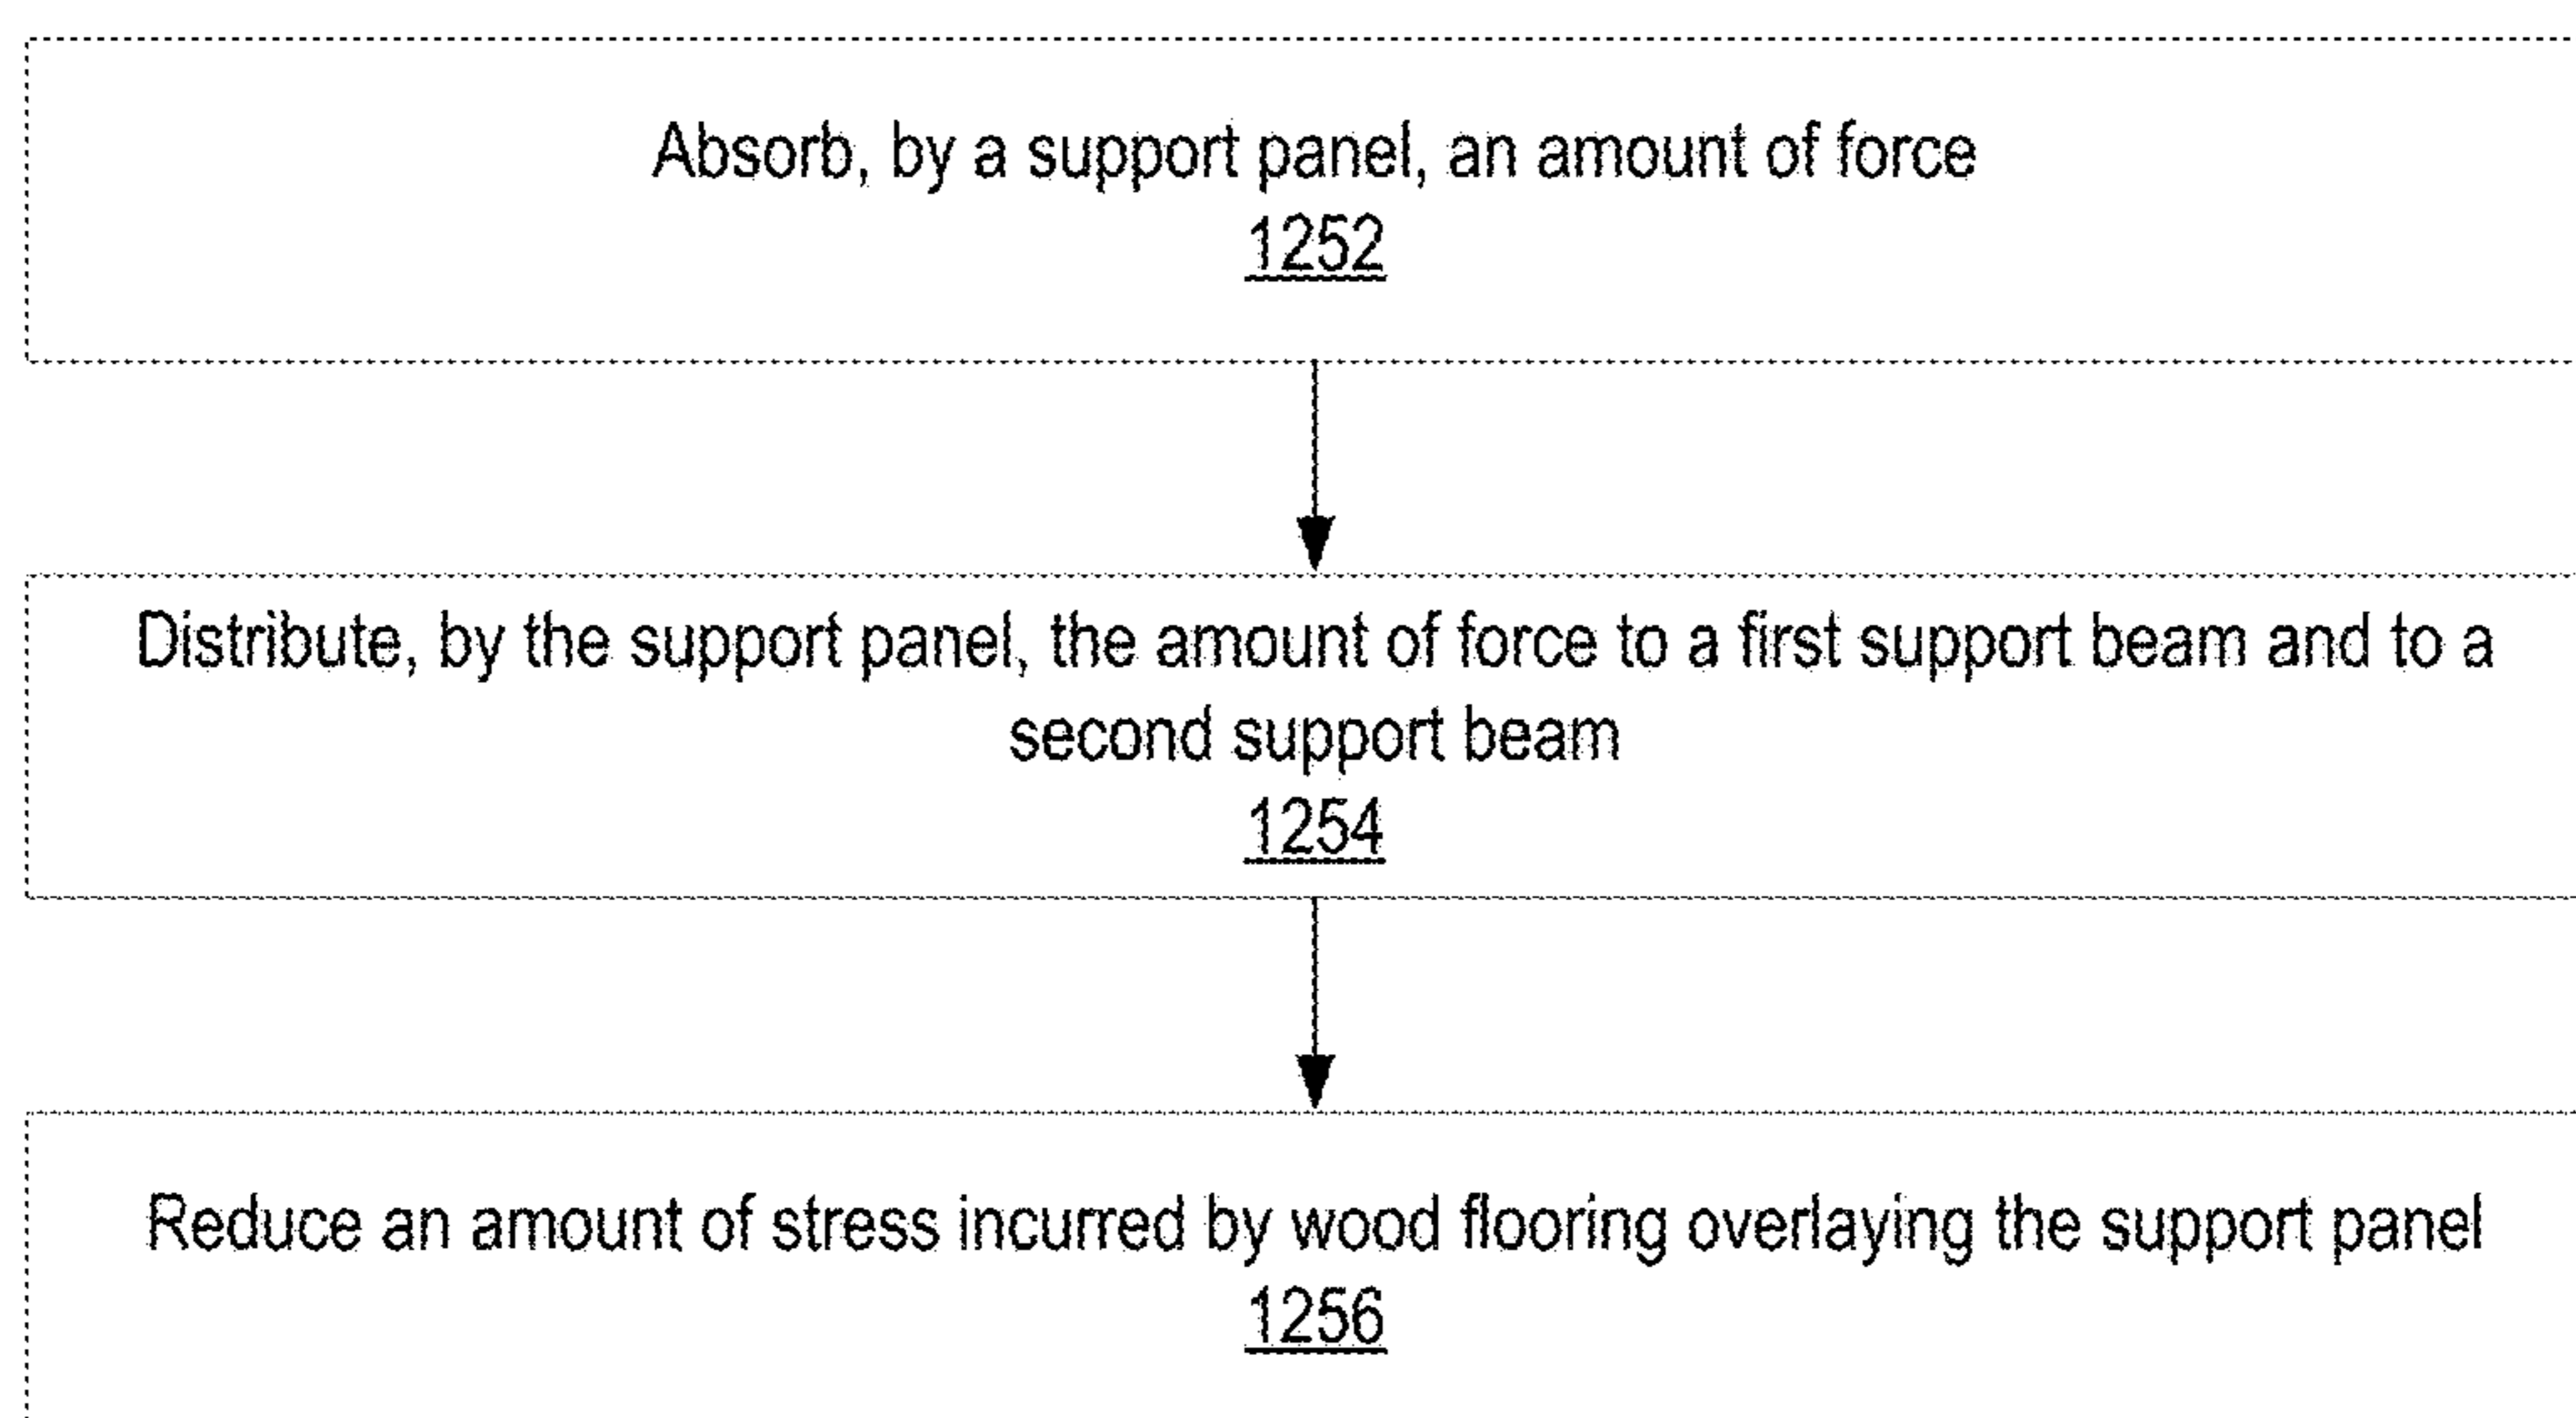 Absorb, by a support panel, an amount of force
1252
Distribute, by the support panel, the amount of force to a first support beam and to a
second support beam
1254
Reduce an amount of stress incurred by wood flooring overlaying the support panel
1256